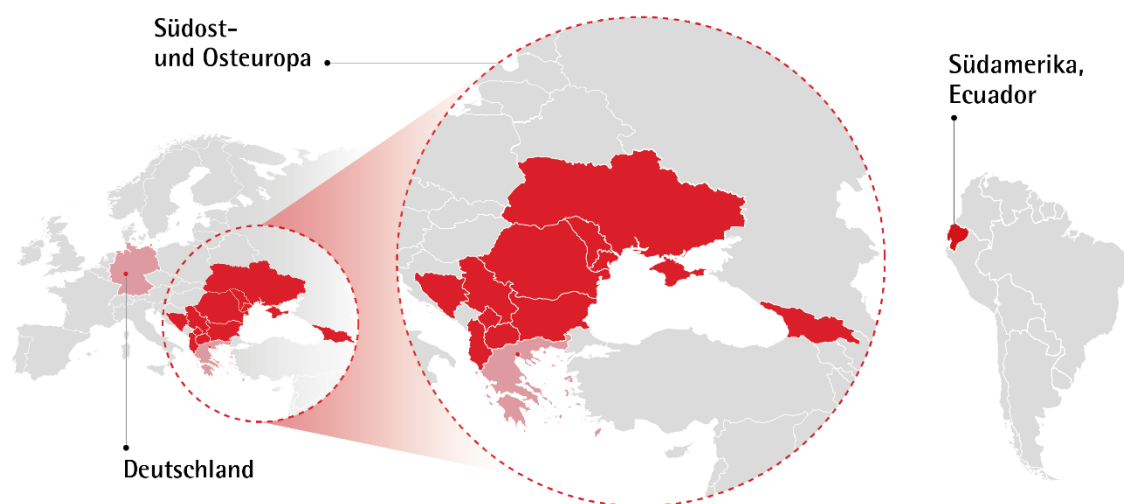 Südost-
und Osteuropa
Südamerika,
Ecuador
Deutschland